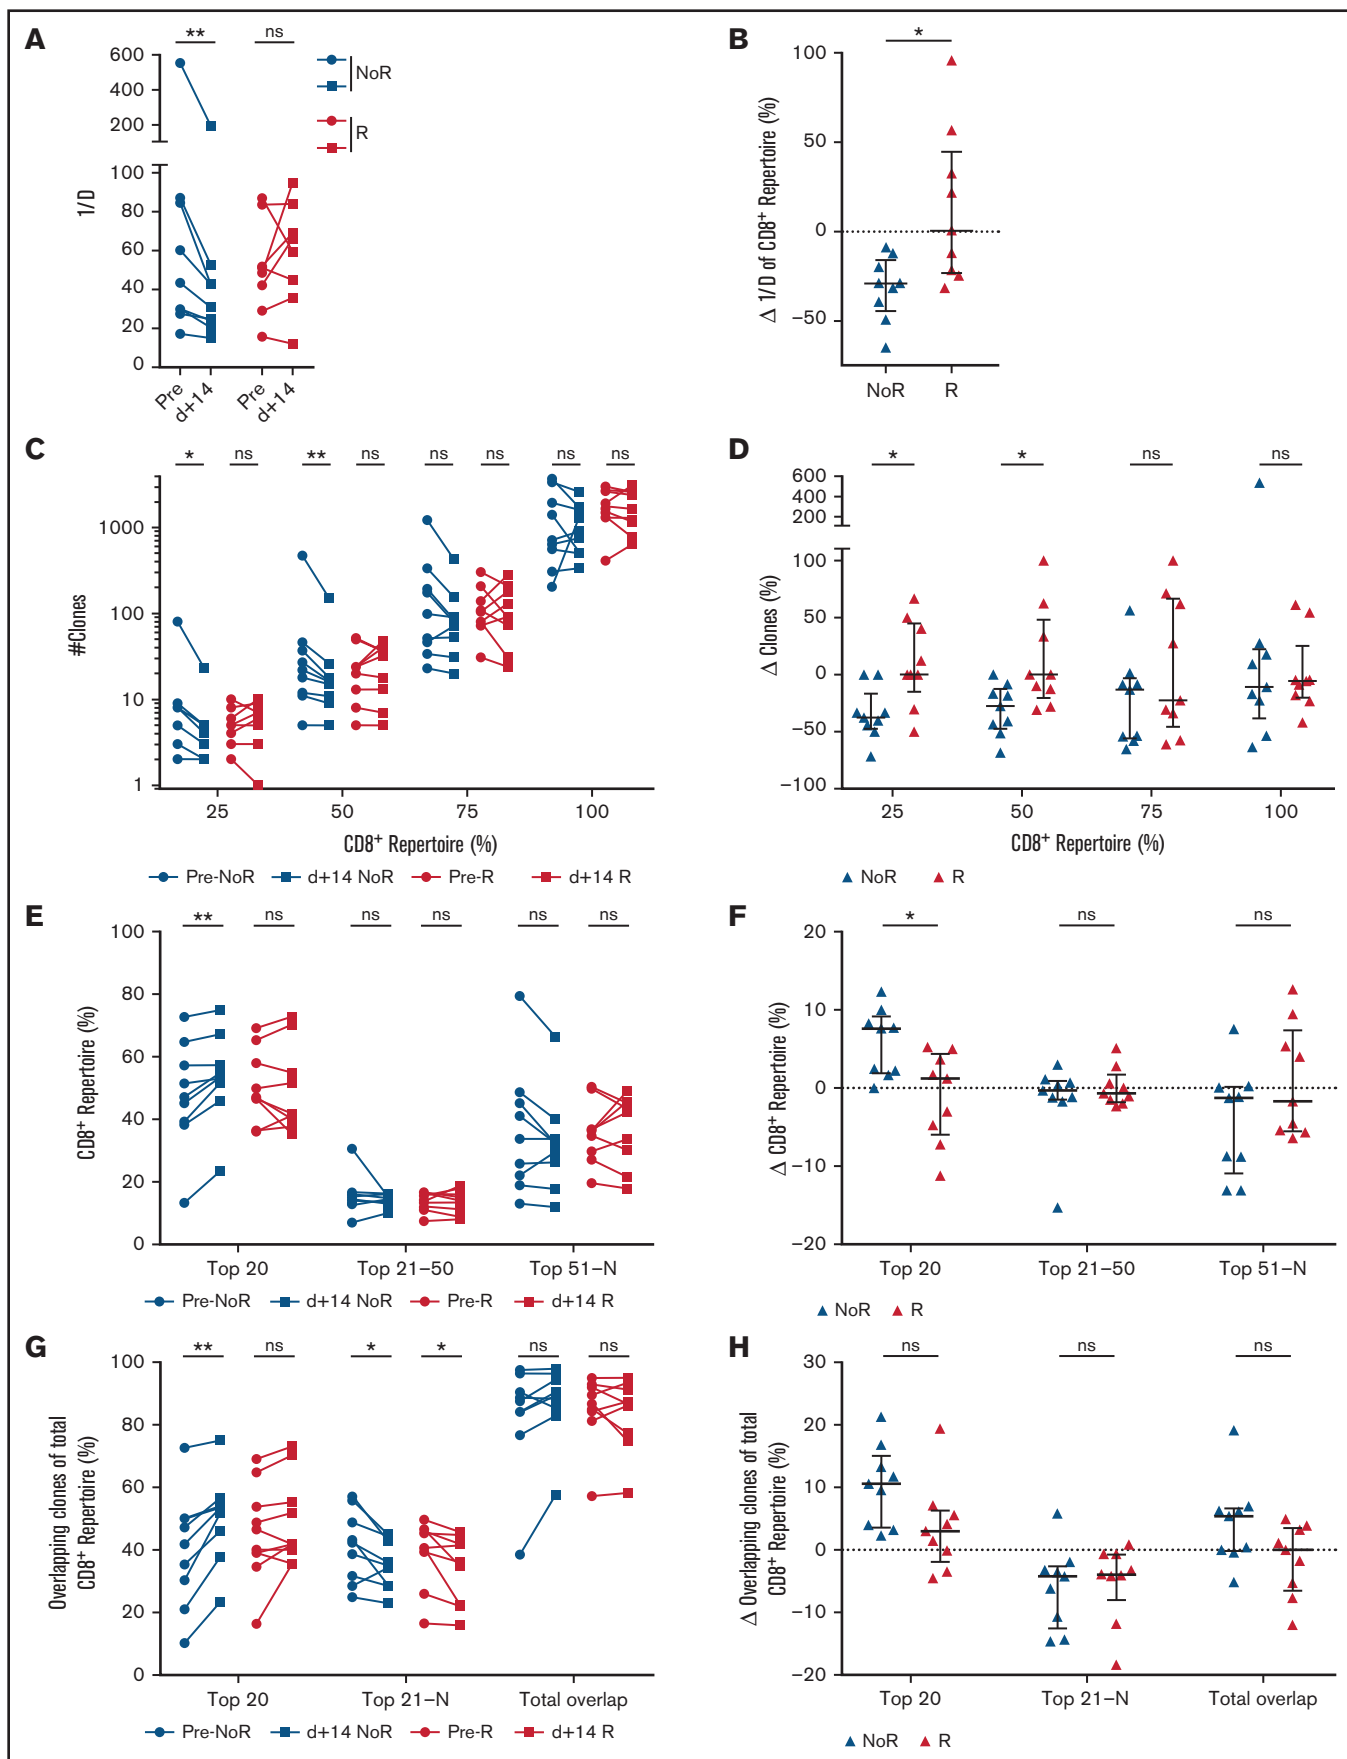 A
** ns
600
400
200
100
80
60
40
20
0
1/D
Pre d+14 Pre d+14
NoR
R
B
*
100
50
0
−50
Δ 1/D of CD8+ Repertoire (%)
NoR R
C
* ns ** ns ns ns ns ns
1000
100
10
1
#Clones
25 50 75 100
CD8+ Repertoire (%)
Pre-NoR d+14 NoR Pre-R d+14 R
D
* * ns ns
600
400
200
100
50
0
−50
−100
Δ Clones (%)
25 50 75 100
CD8+ Repertoire (%)
NoR R
E
** ns ns ns ns ns
100
80
60
40
20
0
CD8+ Repertoire (%)
Top 20 Top 21–50 Top 51–N
Pre-NoR d+14 NoR Pre-R d+14 R
F
* ns ns
20
10
0
−10
−20
Δ CD8+ Repertoire (%)
Top 20 Top 21–50 Top 51–N
NoR R
G
** ns * * ns ns
100
80
60
40
20
0
Overlapping clones of total
CD8+ Repertoire (%)
Top 20 Top 21–N Total overlap
Pre-NoR d+14 NoR Pre-R d+14 R
H
ns ns ns
30
20
10
0
−10
−20
Δ Overlapping clones of total
CD8+ Repertoire (%)
Top 20 Top 21–N Total overlap
NoR R